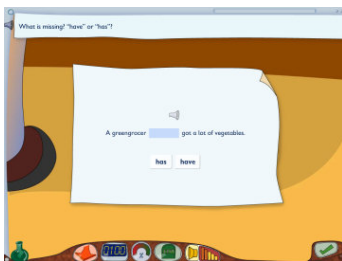 What is missing? "have" or "has"?
A greengrocer got a lot of vegetables.
has have